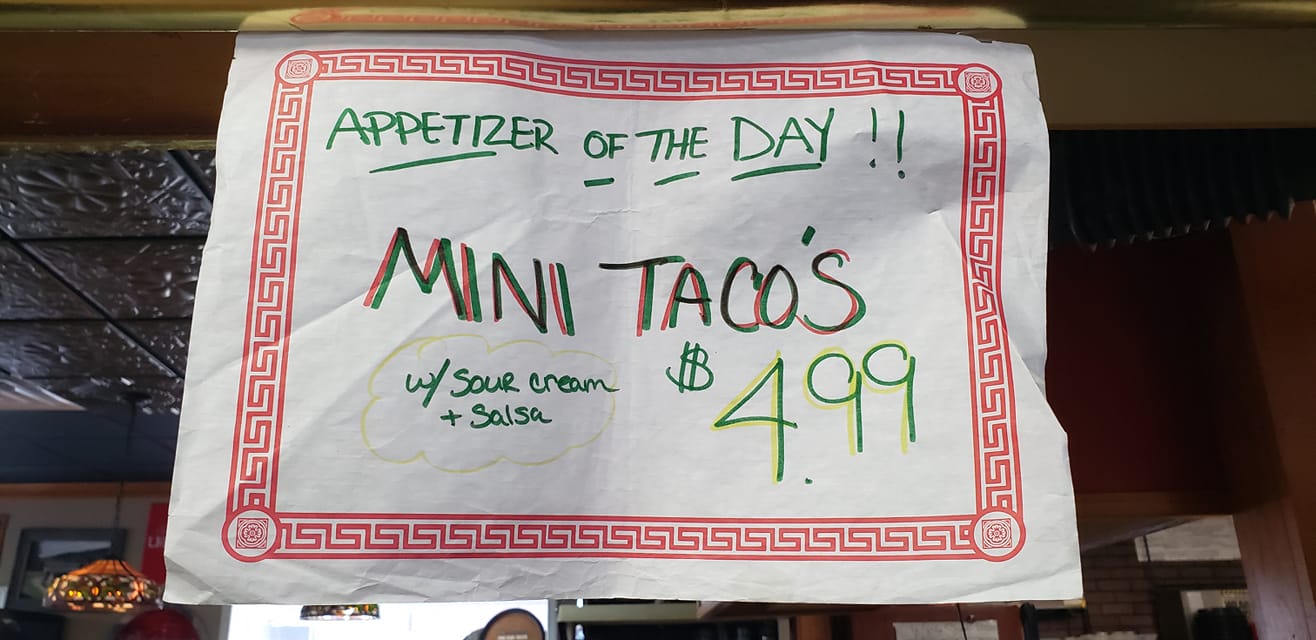 APPETIZER OF THE DAY !!
MINI TACO'S
w/ SOUR cream
+ Salsa
$4.99